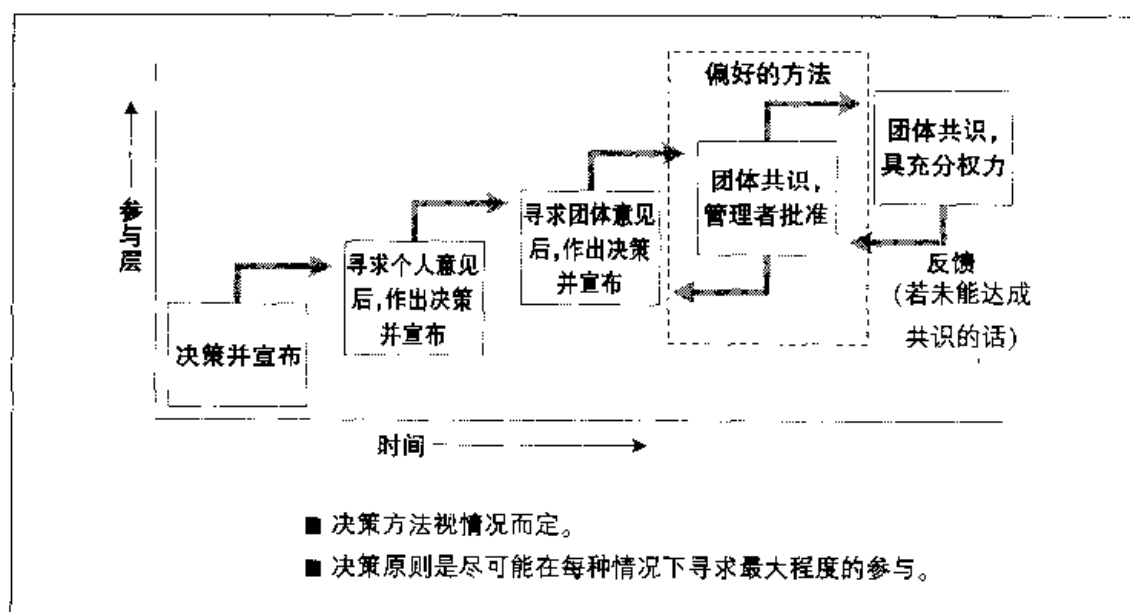 偏好的方法
团体共识，
具充分权力
团体共识，
管理者批准
寻求团体意见
后，作出决策
并宣布
寻求个人意见
后，作出决策
并宣布
决策并宣布
反馈
(若未能达成
共识的话)
参与层
时间
■ 决策方法视情况而定。
■ 决策原则是尽可能在每种情况下寻求最大程度的参与。